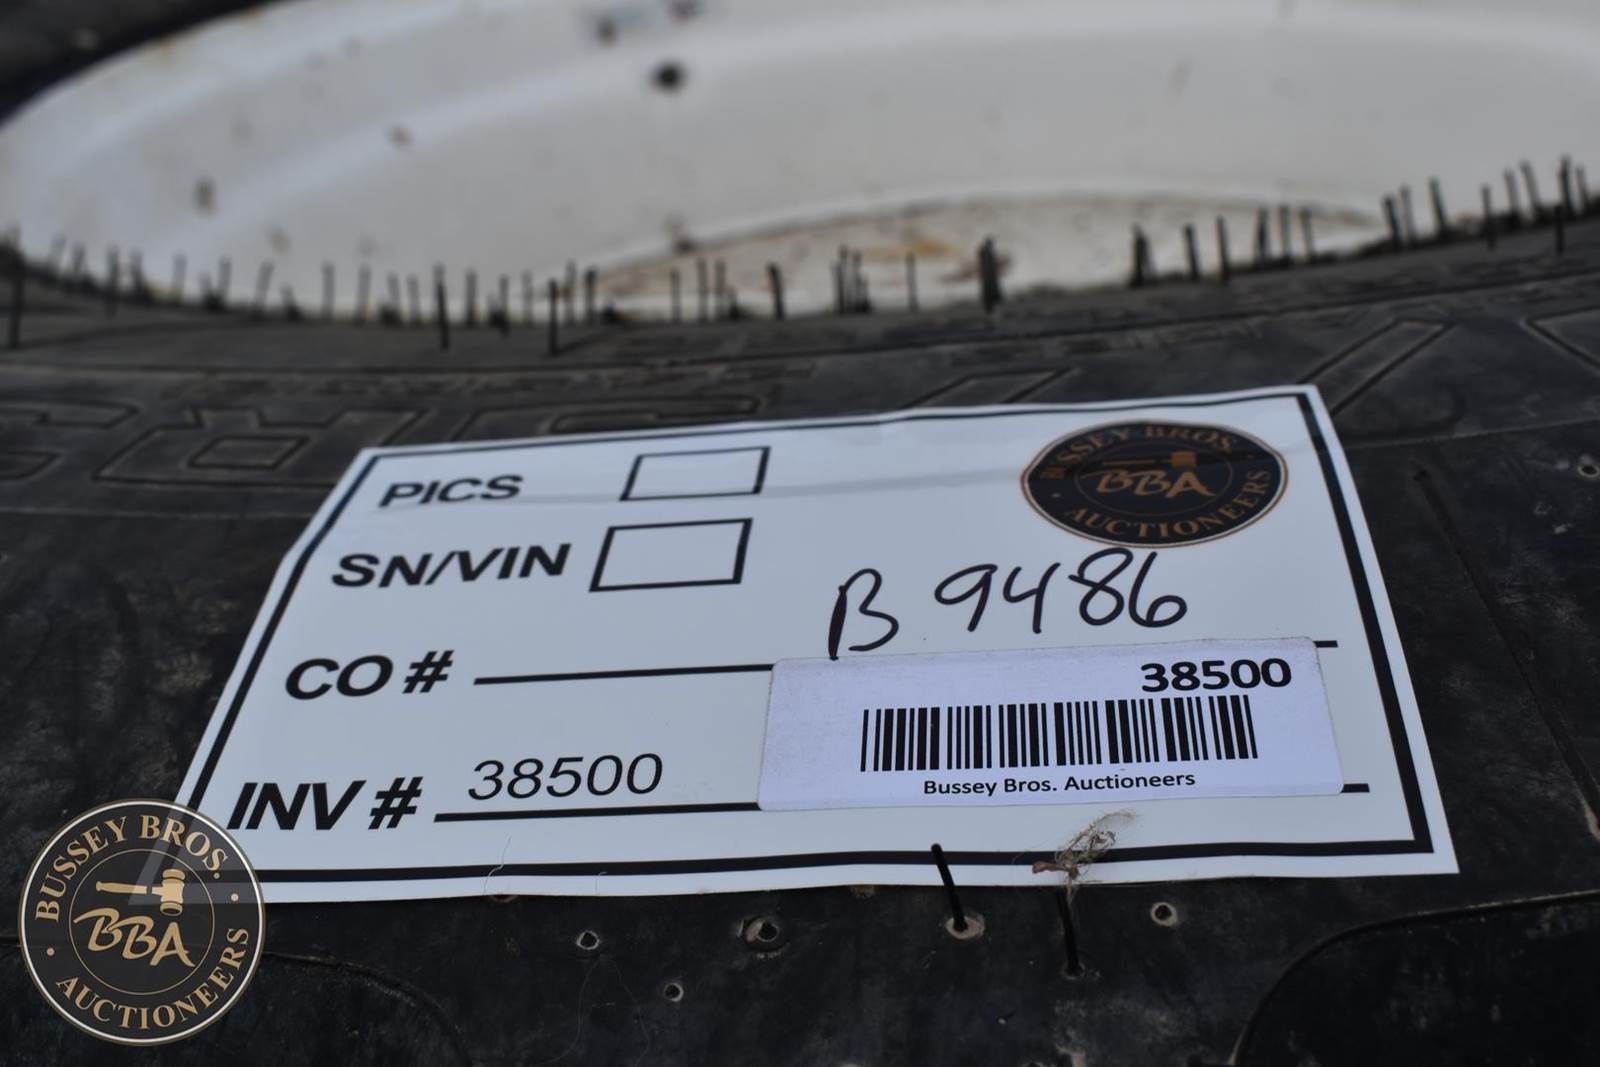 PICS
BUSSEY BROS.
BBA
AUCTIONEERS
SN/VIN
B 9486
CO #
38500
INV # 38500
Bussey Bros. Auctioneers
BUSSEY BROS.
BBA
AUCTIONEERS